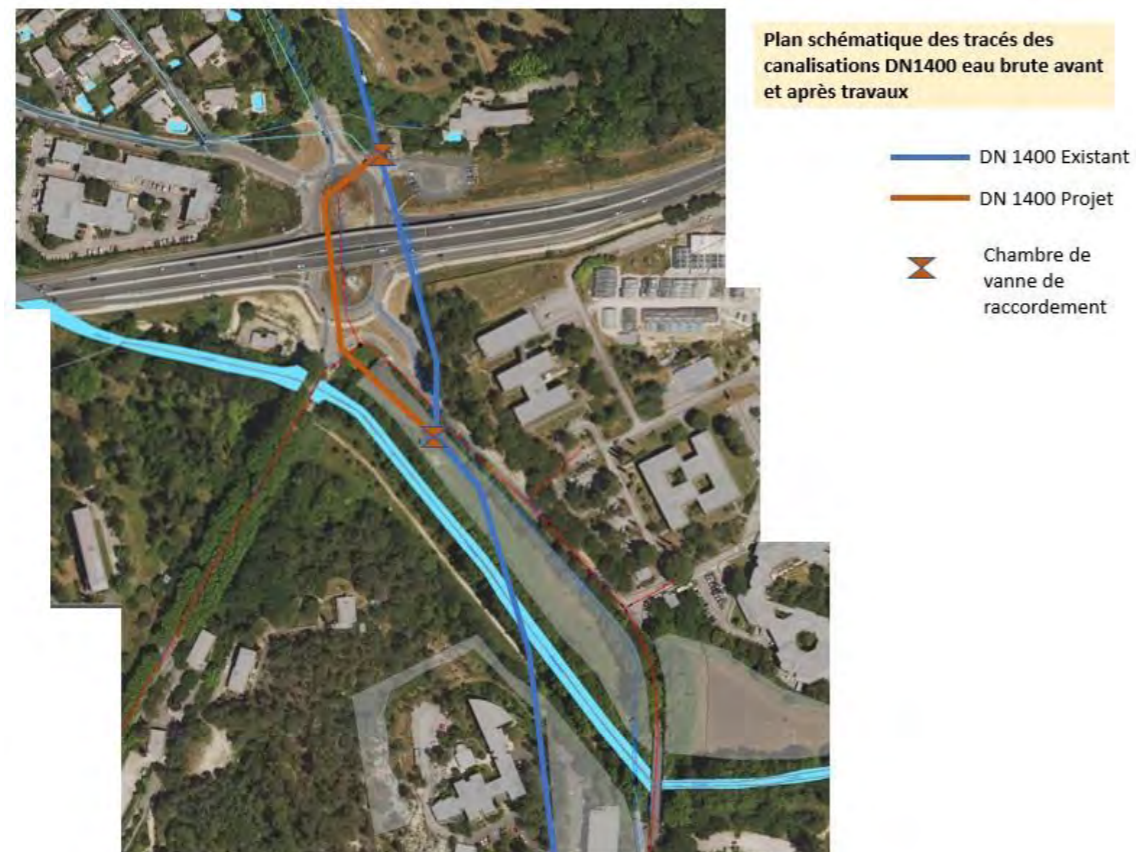 Plan schématique des tracés des
canalisations DN1400 eau brute avant
et après travaux
DN 1400 Existant
DN 1400 Projet
Chambre de
vanne de
raccordement